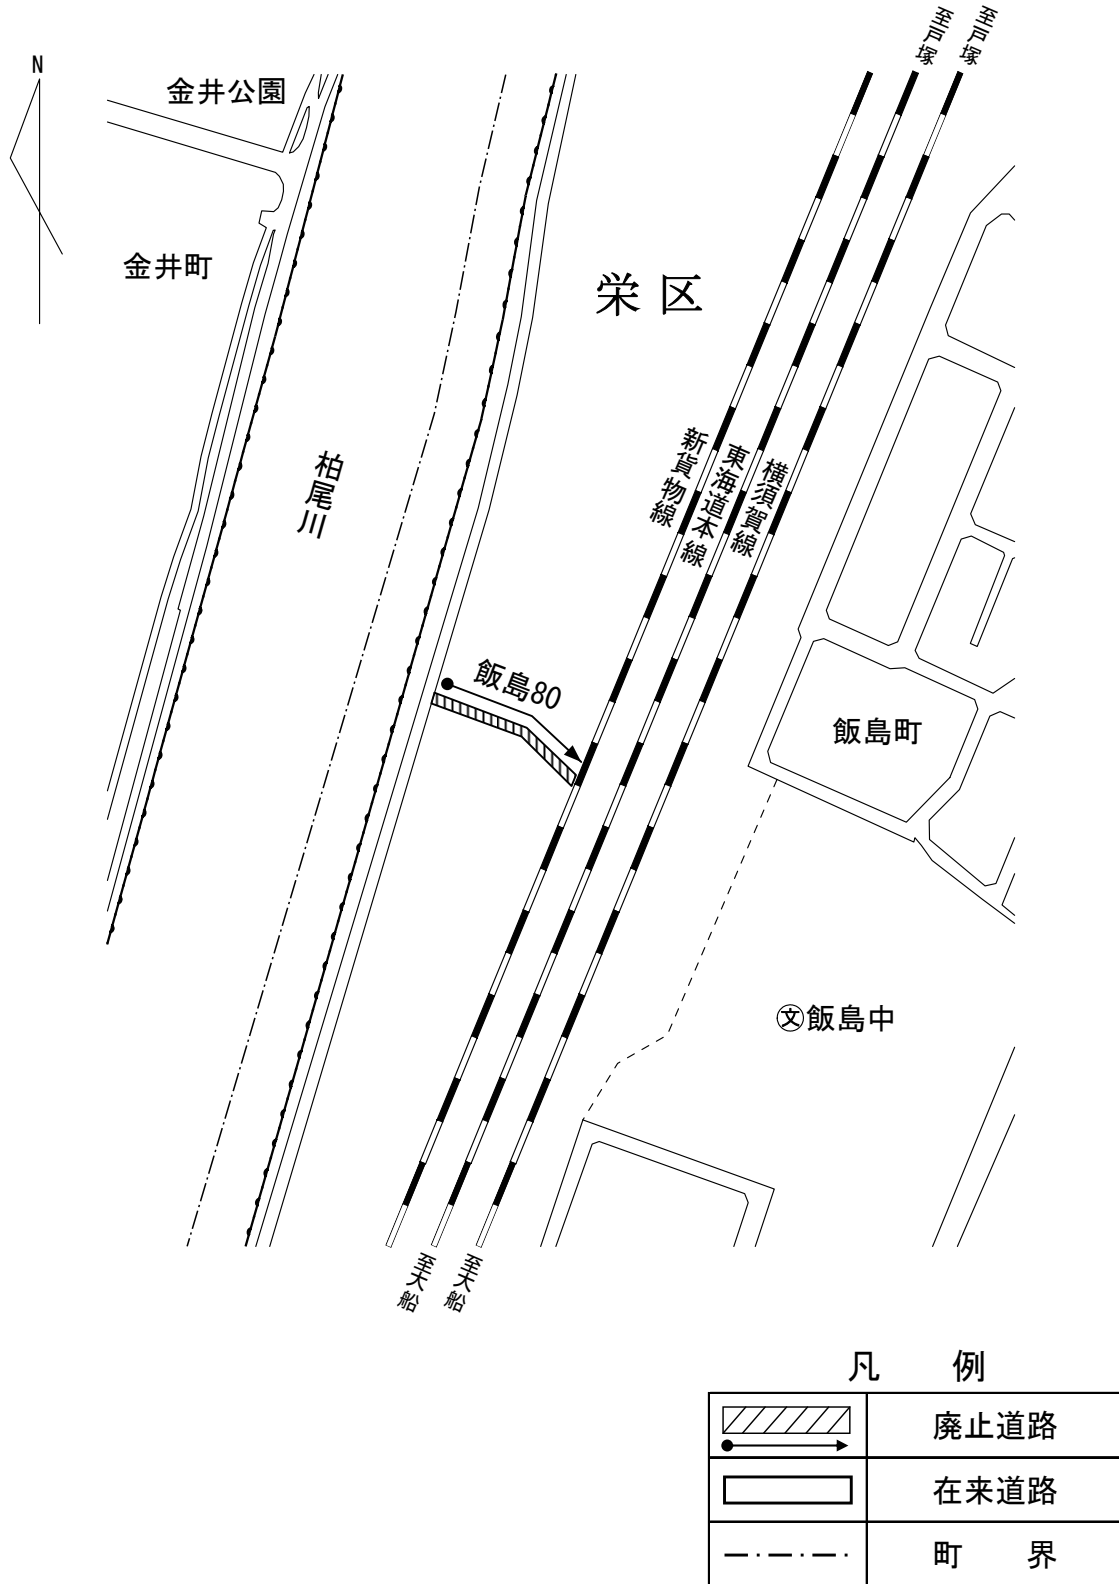 至戸塚
至戸塚
N
金井公園
金井町
栄区
柏尾川
新貨物線
東海道本線
横須賀線
飯島80
飯島町
文飯島中
至大船
至大船
凡　例
廃止道路
在来道路
町　界